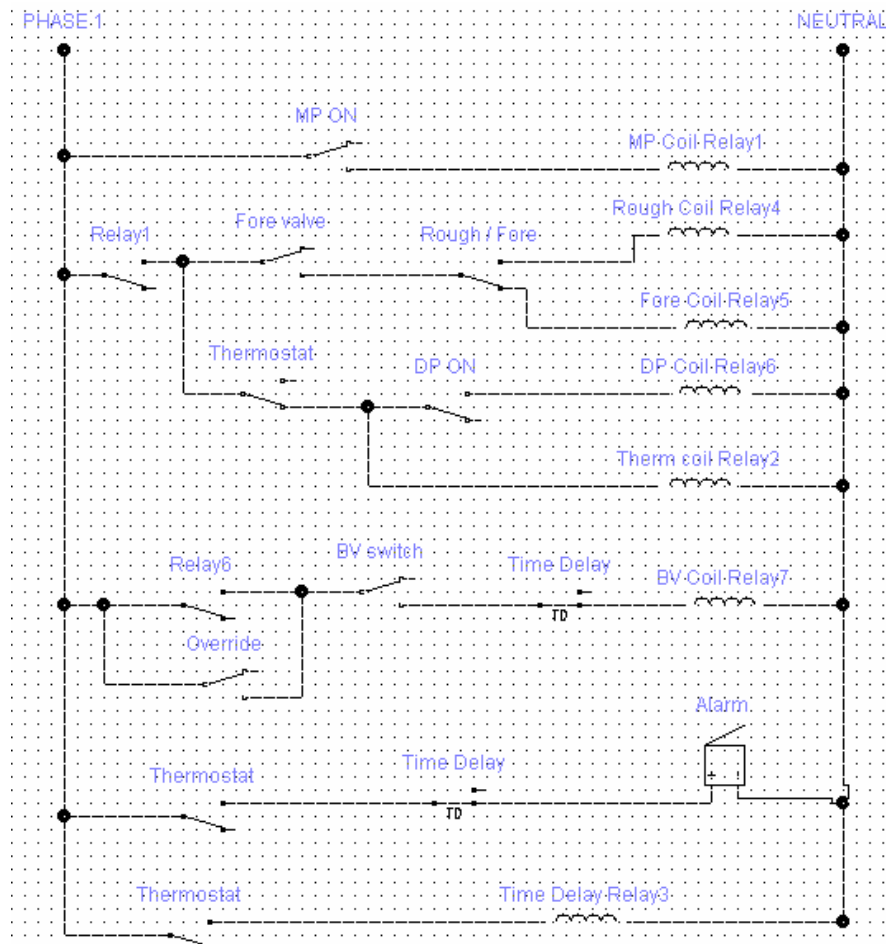 PHASE 1
NEUTRAL
MP ON
MP Coil Relay1
Rough Coil Relay4
Relay1
Fore valve
Rough / Fore
Fore Coil Relay5
Thermostat
DP ON
DP Coil Relay6
Therm coil Relay2
Relay6
BV switch
Time Delay
BV Coil Relay7
TD
Override
Alarm
Thermostat
Time Delay
+
TD
Thermostat
Time Delay Relay3